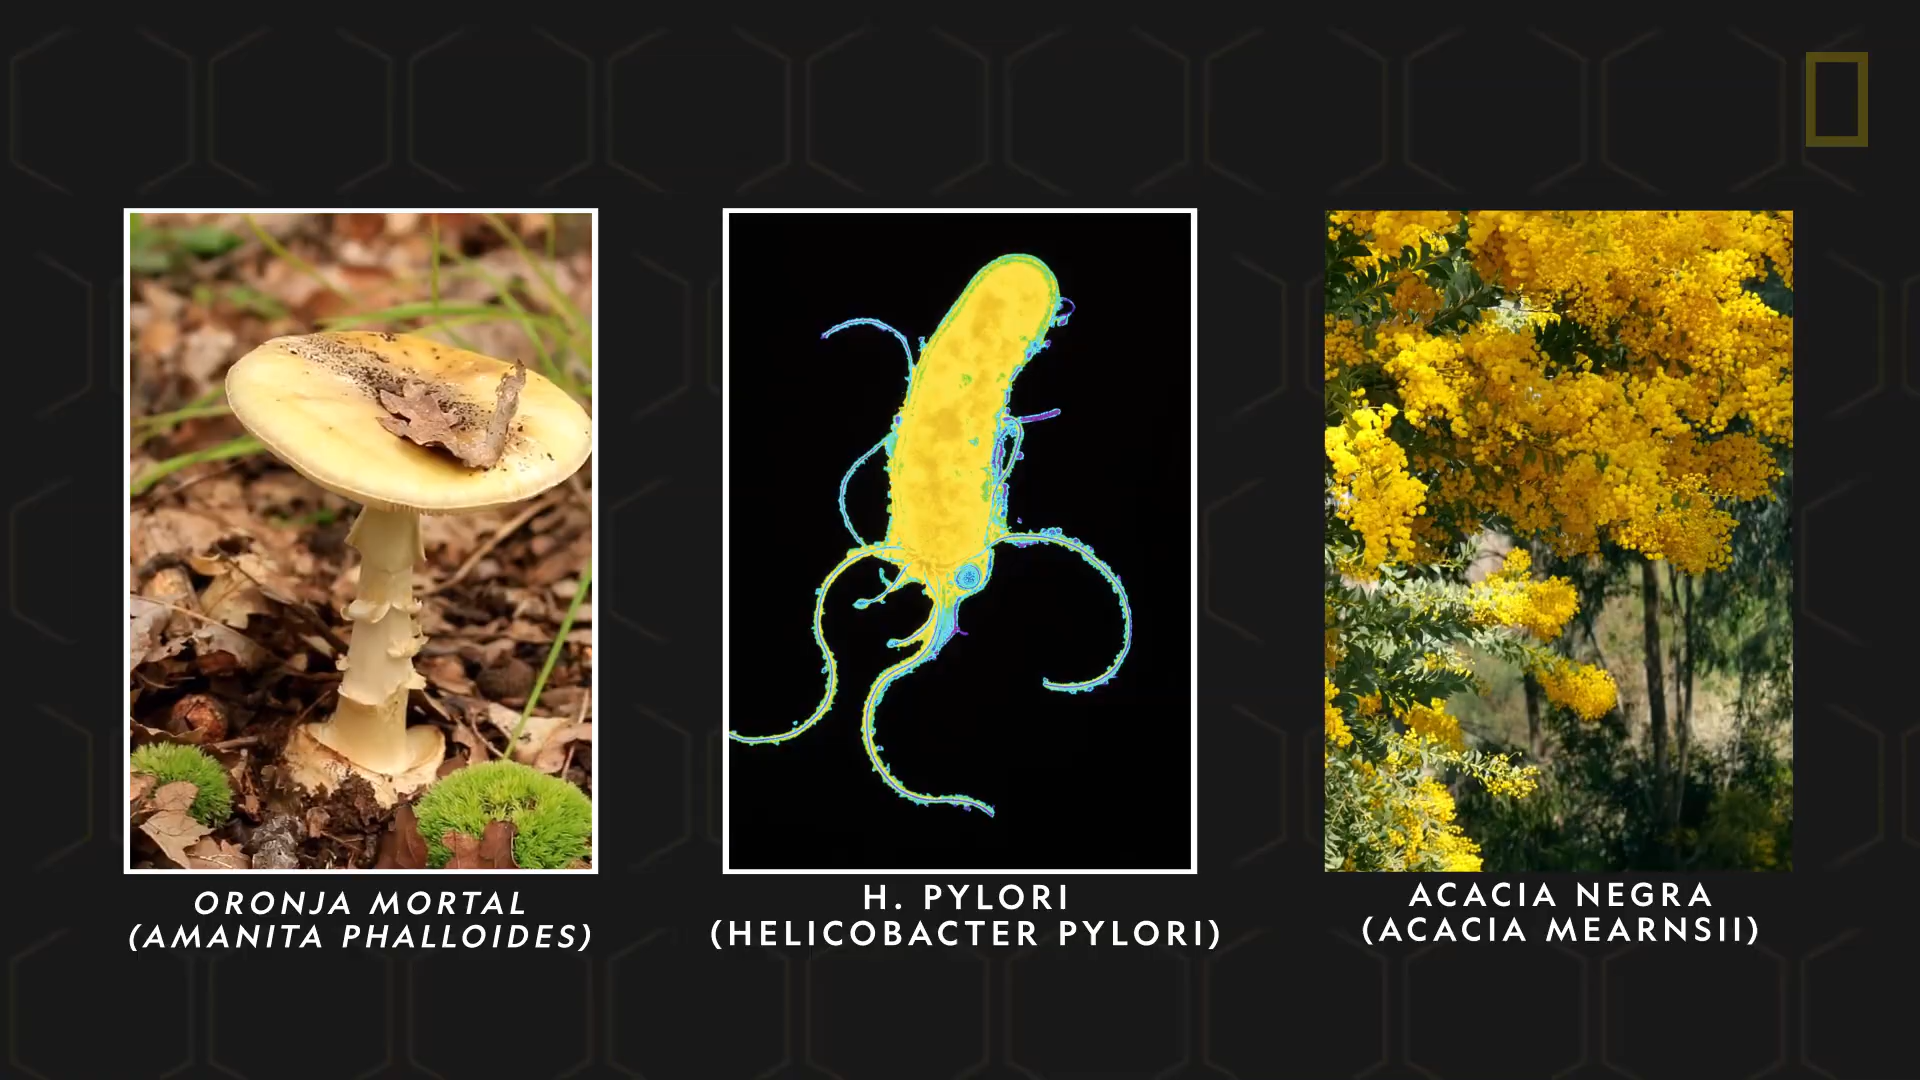 ORONJA MORTAL
(AMANITA PHALLOIDES)
H. PYLORI
(HELICOBACTER PYLORI)
ACACIA NEGRA
(ACACIA MEARNSII)